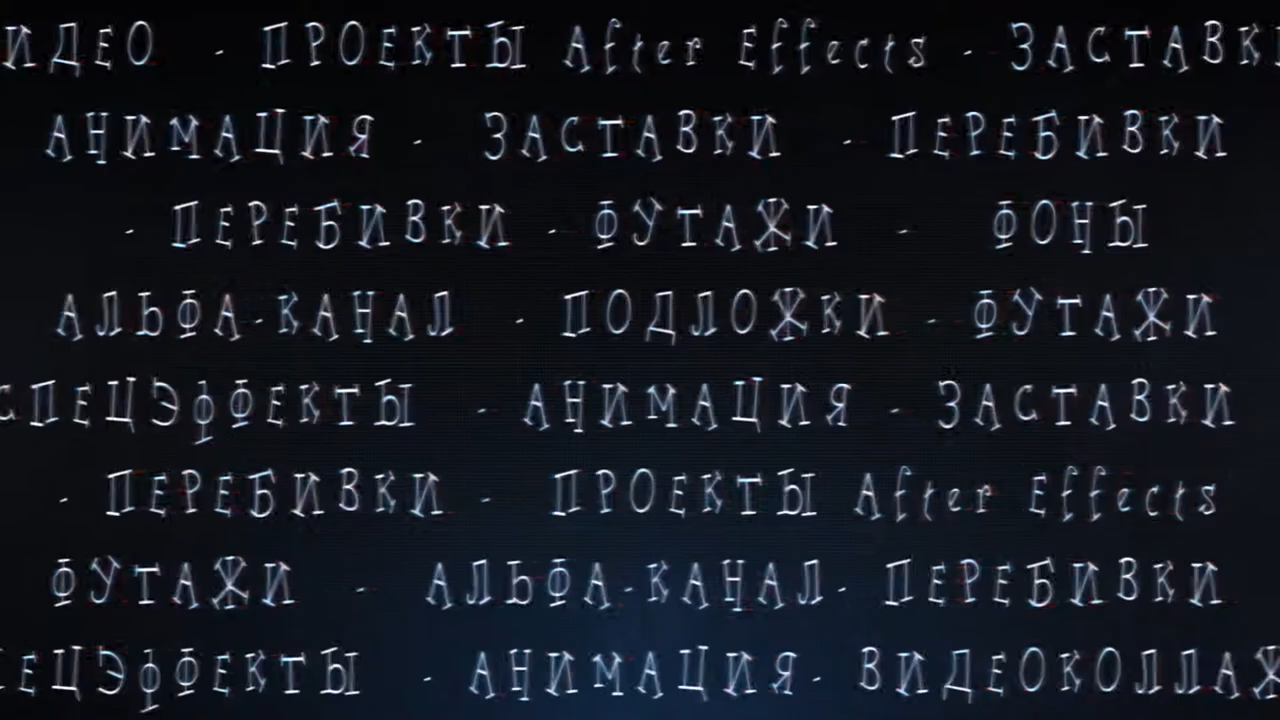 ИДЕО - ПРОЕКТЫ After Effects - ЗАСТАВКИ
АНИМАЦИЯ - ЗАСТАВКИ - ПЕРЕБИВКИ
- ПЕРЕБИВКИ - ФУТАЖИ - ФОНЫ
АЛЬФА-КАНАЛ - ПОДЛОЖКИ - ФУТАЖИ
СПЕЦЭФФЕКТЫ - АНИМАЦИЯ - ЗАСТАВКИ
- ПЕРЕБИВКИ - ПРОЕКТЫ After Effects
ФУТАЖИ - АЛЬФА-КАНАЛ - ПЕРЕБИВКИ
ЕЦЭФФЕКТЫ - АНИМАЦИЯ - ВИДЕОКОЛЛАЖ